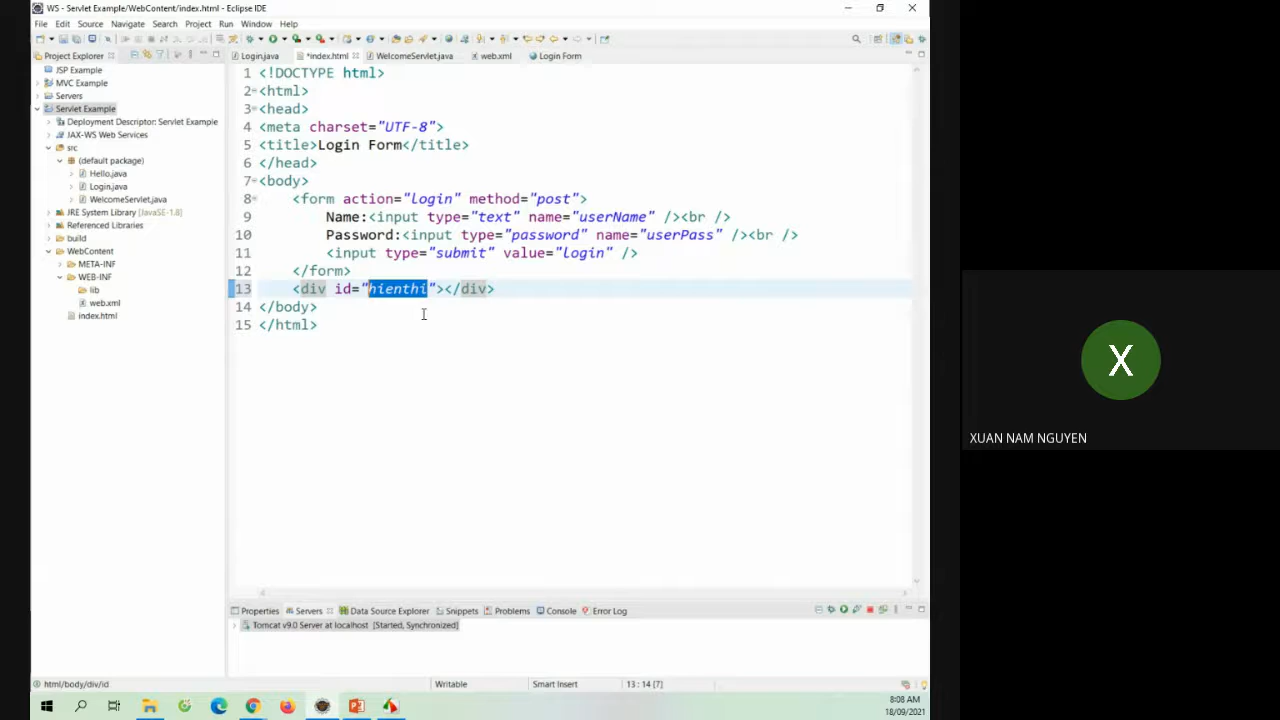 WS - Servlet Example/WebContent/index.html - Eclipse IDE
File Edit Source Navigate Search Project Run Window Help
Project Explorer
Login.java *index.html WelcomeServlet.java web.xml Login Form
JSP Example
MVC Example
Servers
Servlet Example
Deployment Descriptor: Servlet Example
JAX-WS Web Services
src
(default package)
Hello.java
Login.java
WelcomeServlet.java
JRE System Library [JavaSE-1.8]
Referenced Libraries
build
WebContent
META-INF
WEB-INF
lib
web.xml
index.html
1 <!DOCTYPE html>
2 <html>
3 <head>
4 <meta charset="UTF-8">
5 <title>Login Form</title>
6 </head>
7 <body>
8 <form action="login" method="post">
9 Name:<input type="text" name="userName" /><br />
10 Password:<input type="password" name="userPass" /><br />
11 <input type="submit" value="login" />
12 </form>
13 <div id="hienthi"></div>
14 </body>
15 </html>
Properties Servers Data Source Explorer Snippets Problems Console Error Log
Tomcat v9.0 Server at localhost [Started, Synchronized]
html/body/div/id Writable Smart Insert 13 : 14 [7]
8:08 AM
18/09/2021
X
XUAN NAM NGUYEN